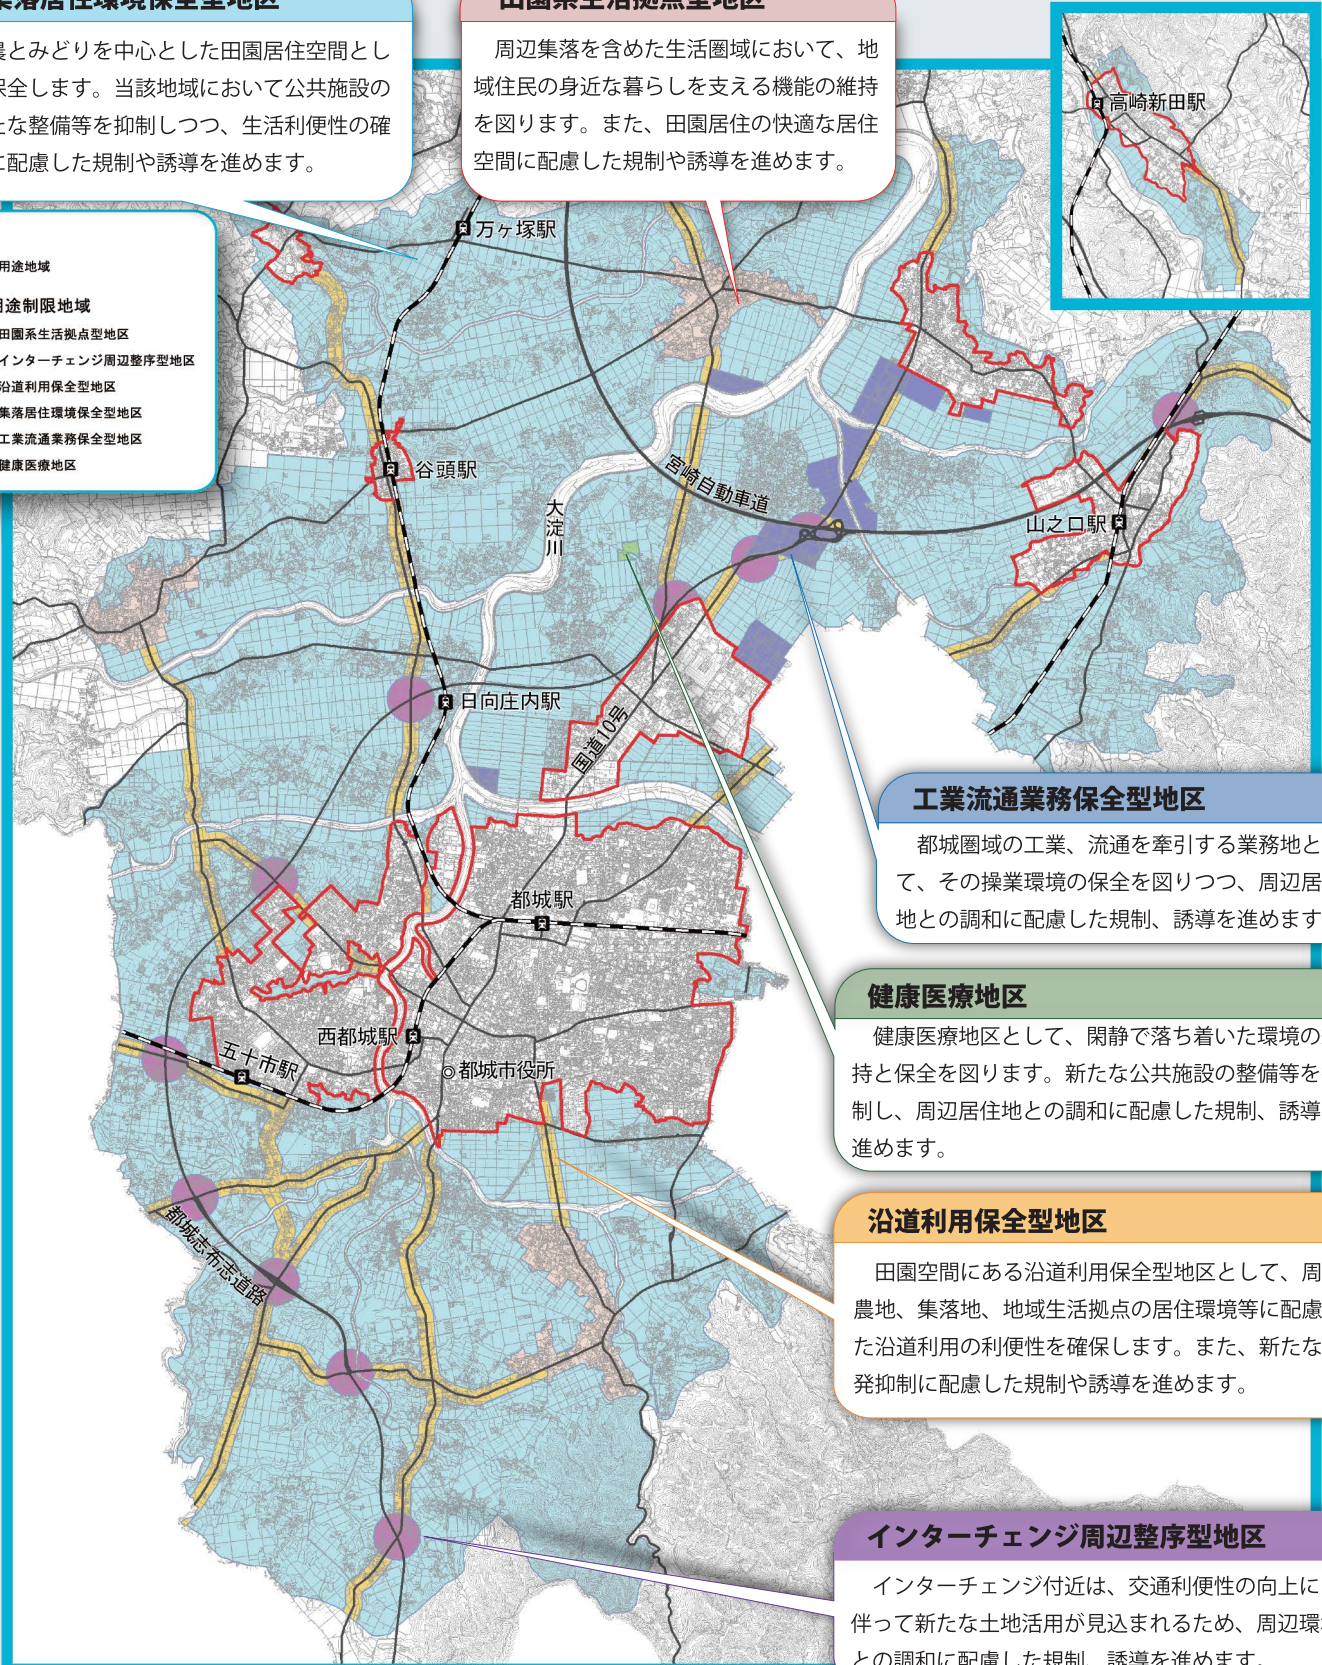 集落居住環境保全型地区
農とみどりを中心とした田園居住空間とし
保全します。当該地域において公共施設の
たな整備等を抑制しつつ、生活利便性の確
に配慮した規制や誘導を進めます。
田園系生活拠点型地区
周辺集落を含めた生活圏域において、地
域住民の身近な暮らしを支える機能の維持
を図ります。また、田園居住の快適な居住
空間に配慮した規制や誘導を進めます。
高崎新田駅
用途地域
用途制限地域
田園系生活拠点型地区
インターチェンジ周辺整序型地区
沿道利用保全型地区
集落居住環境保全型地区
工業流通業務保全型地区
健康医療地区
万ヶ塚駅
谷頭駅
大淀川
宮崎自動車道
山之口駅
日向庄内駅
国道10号
都城駅
西都城駅
五十市駅
◎都城市役所
都城志布志道路
工業流通業務保全型地区
都城圏域の工業、流通を牽引する業務地と
て、その操業環境の保全を図りつつ、周辺居
地との調和に配慮した規制、誘導を進めます
健康医療地区
健康医療地区として、閑静で落ち着いた環境の
持と保全を図ります。新たな公共施設の整備等を
制し、周辺居住地との調和に配慮した規制、誘導
進めます。
沿道利用保全型地区
田園空間にある沿道利用保全型地区として、周
農地、集落地、地域生活拠点の居住環境等に配慮
た沿道利用の利便性を確保します。また、新たな
発抑制に配慮した規制や誘導を進めます。
インターチェンジ周辺整序型地区
インターチェンジ付近は、交通利便性の向上に
伴って新たな土地活用が見込まれるため、周辺環
との調和に配慮した規制、誘導を進めます。